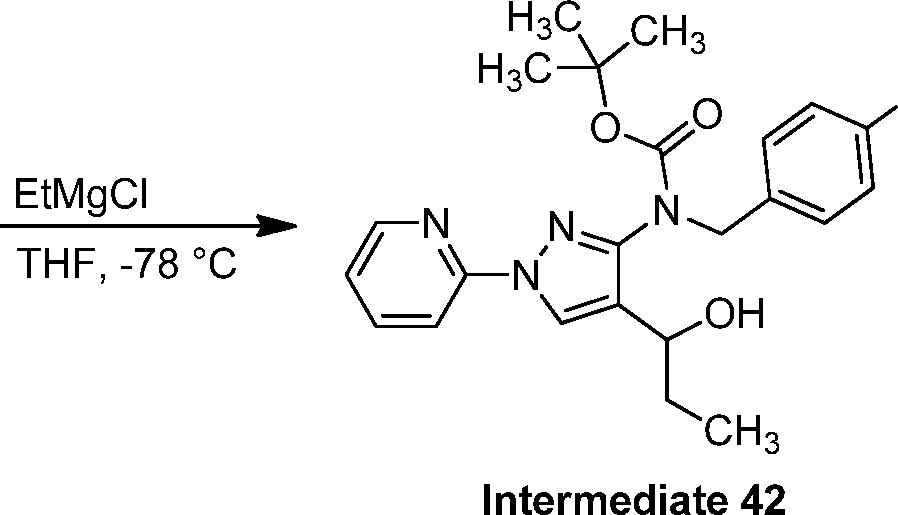 H₃C
CH₃
H₃C
O
O
EtMgCl
N
N
N
THF, -78 °C
N
OH
CH₃
Intermediate 42